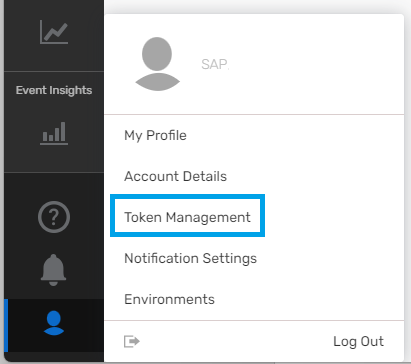 SAP
Event Insights
My Profile
Account Details
Token Management
Notification Settings
Environments
Log Out